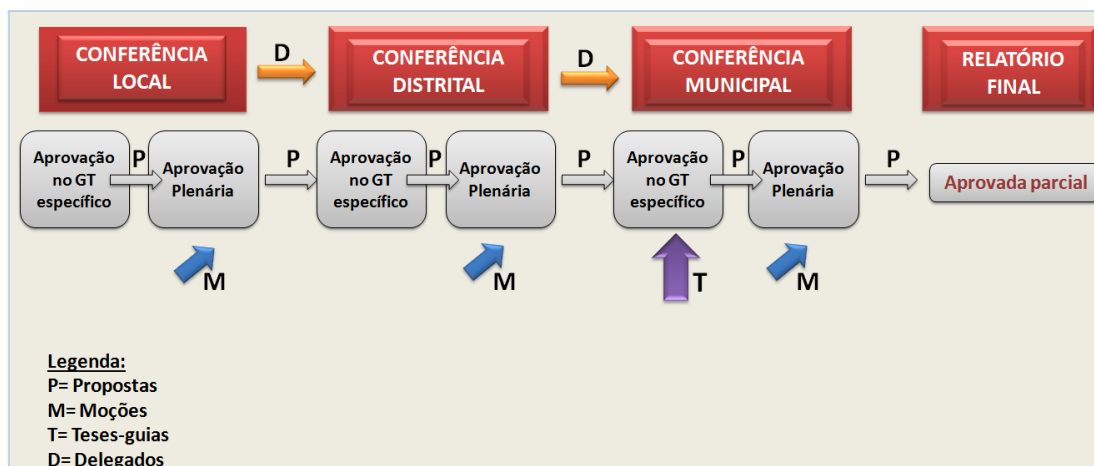 CONFERÊNCIA
LOCAL
D
CONFERÊNCIA
DISTRITAL
D
CONFERÊNCIA
MUNICIPAL
RELATÓRIO
FINAL
Aprovação
no GT
específico
P
Aprovação
Plenária
P
Aprovação
no GT
específico
P
Aprovação
Plenária
P
Aprovação
no GT
específico
P
Aprovação
Plenária
P
Aprovada parcial
M
M
T
M
Legenda:
P= Propostas
M= Moções
T= Teses-guias
D= Delegados